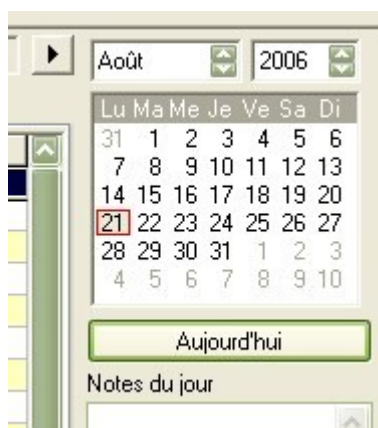 Août 2006
Lu Ma Me Je Ve Sa Di
31 1 2 3 4 5 6
7 8 9 10 11 12 13
14 15 16 17 18 19 20
21 22 23 24 25 26 27
28 29 30 31 1 2 3
4 5 6 7 8 9 10
Aujourd'hui
Notes du jour